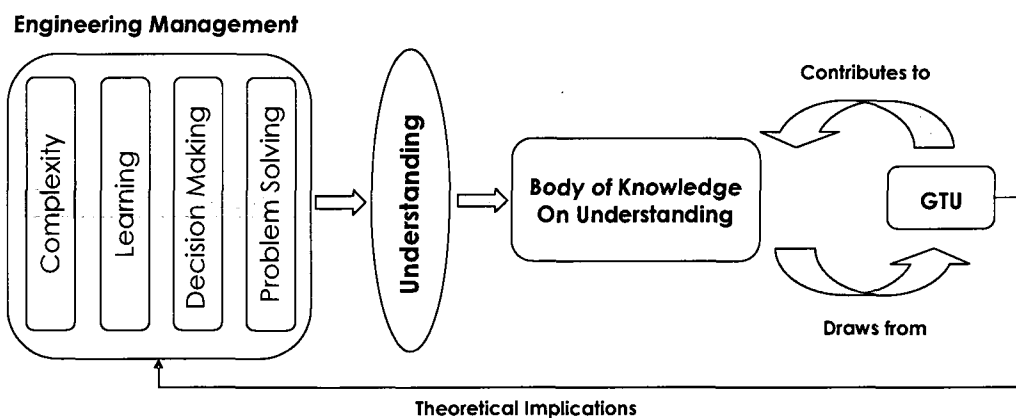 Engineering Management
Complexity
Learning
Decision Making
Problem Solving
Understanding
Body of Knowledge
On Understanding
Contributes to
GTU
Draws from
Theoretical Implications